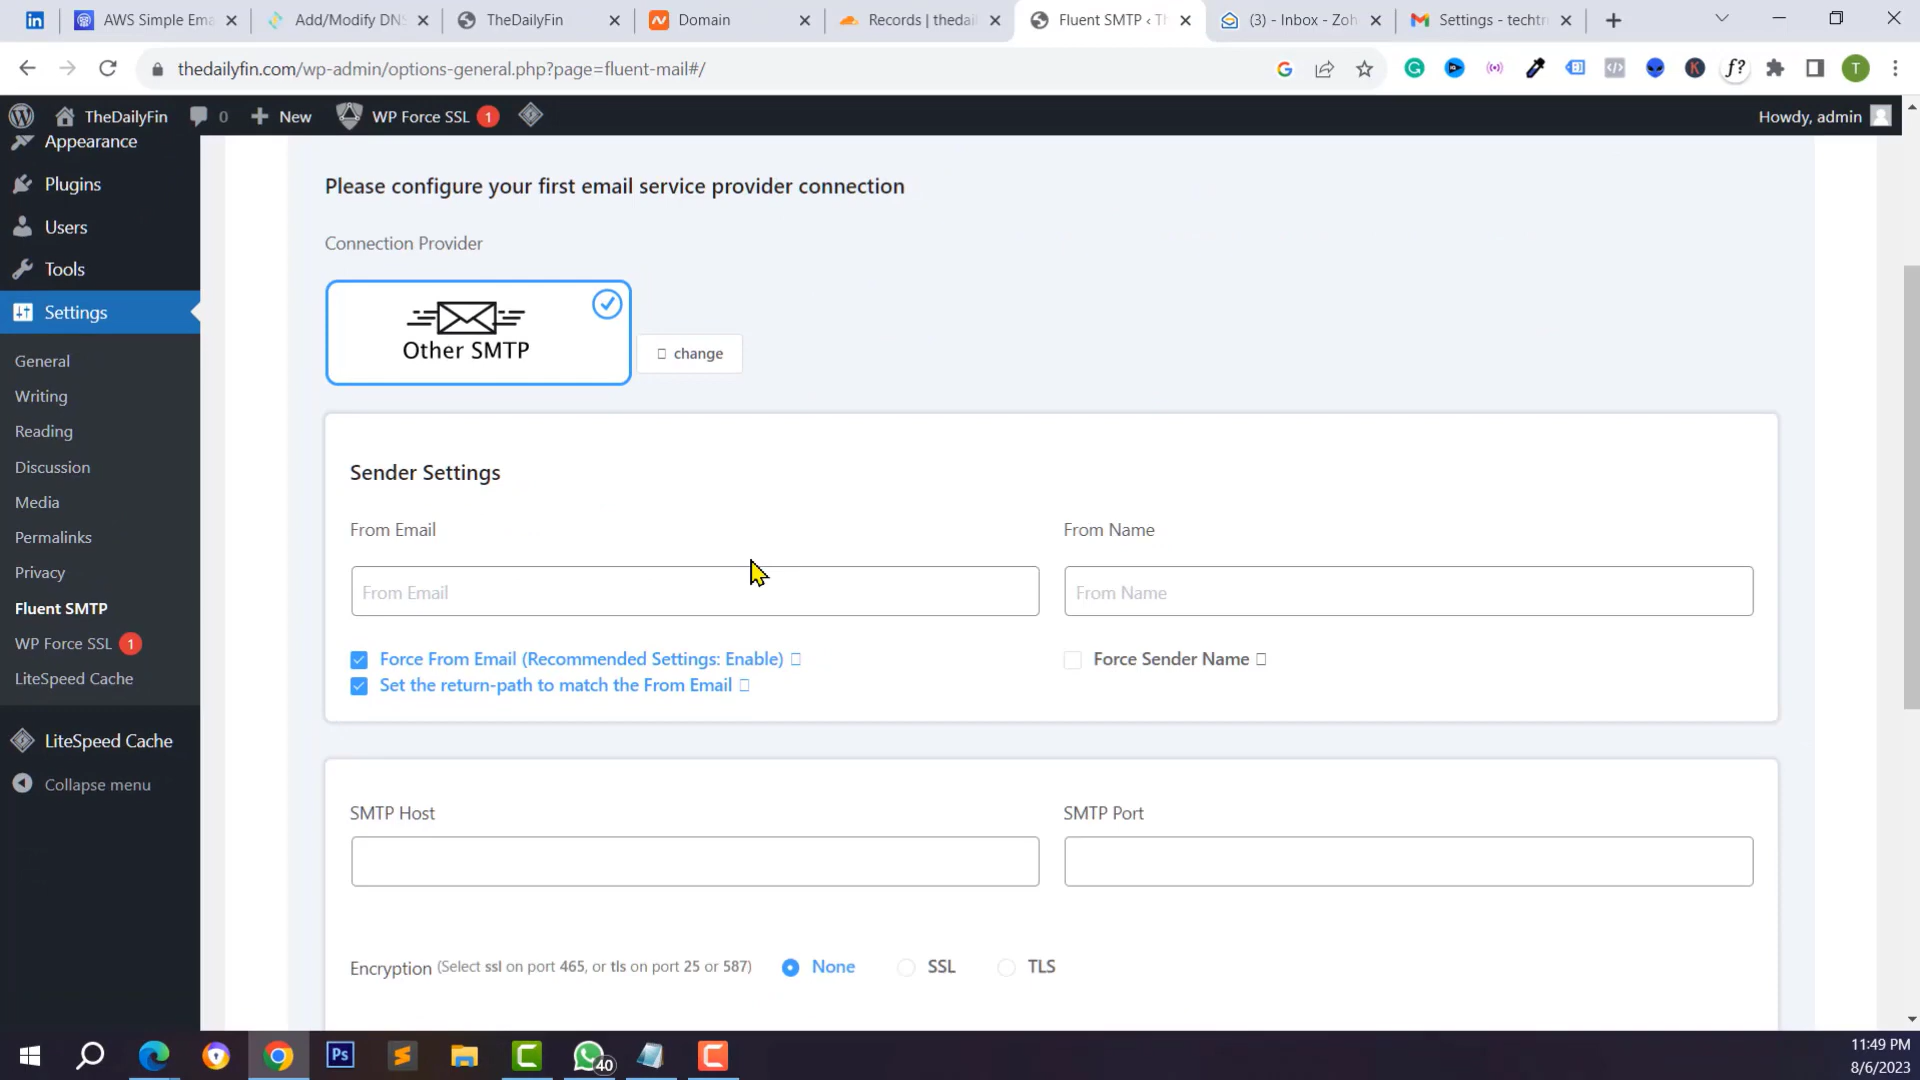 AWS Simple Ema
Add/Modify DNS
TheDailyFin
Domain
Records | thedail
Fluent SMTP ‹ Th
(3) - Inbox - Zoh
Settings - techtr
thedailyfin.com/wp-admin/options-general.php?page=fluent-mail#/
T
TheDailyFin
0
New
WP Force SSL 1
Howdy, admin
Appearance
Plugins
Users
Tools
Settings
General
Writing
Reading
Discussion
Media
Permalinks
Privacy
Fluent SMTP
WP Force SSL 1
LiteSpeed Cache
LiteSpeed Cache
Collapse menu
Please configure your first email service provider connection
Connection Provider
Other SMTP
change
Sender Settings
From Email
From Name
From Email
From Name
Force From Email (Recommended Settings: Enable)
Force Sender Name
Set the return-path to match the From Email
SMTP Host
SMTP Port
Encryption (Select ssl on port 465, or tls on port 25 or 587)
None
SSL
TLS
Ps
40
11:49 PM
8/6/2023